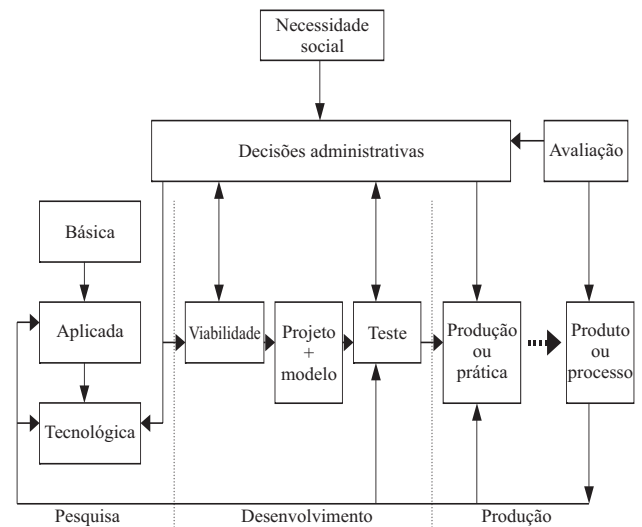 Necessidade
social
Decisões administrativas
Avaliação
Básica
Aplicada
Tecnológica
Viabilidade
Projeto
+
modelo
Teste
Produção
ou
prática
Produto
ou
processo
Pesquisa
Desenvolvimento
Produção